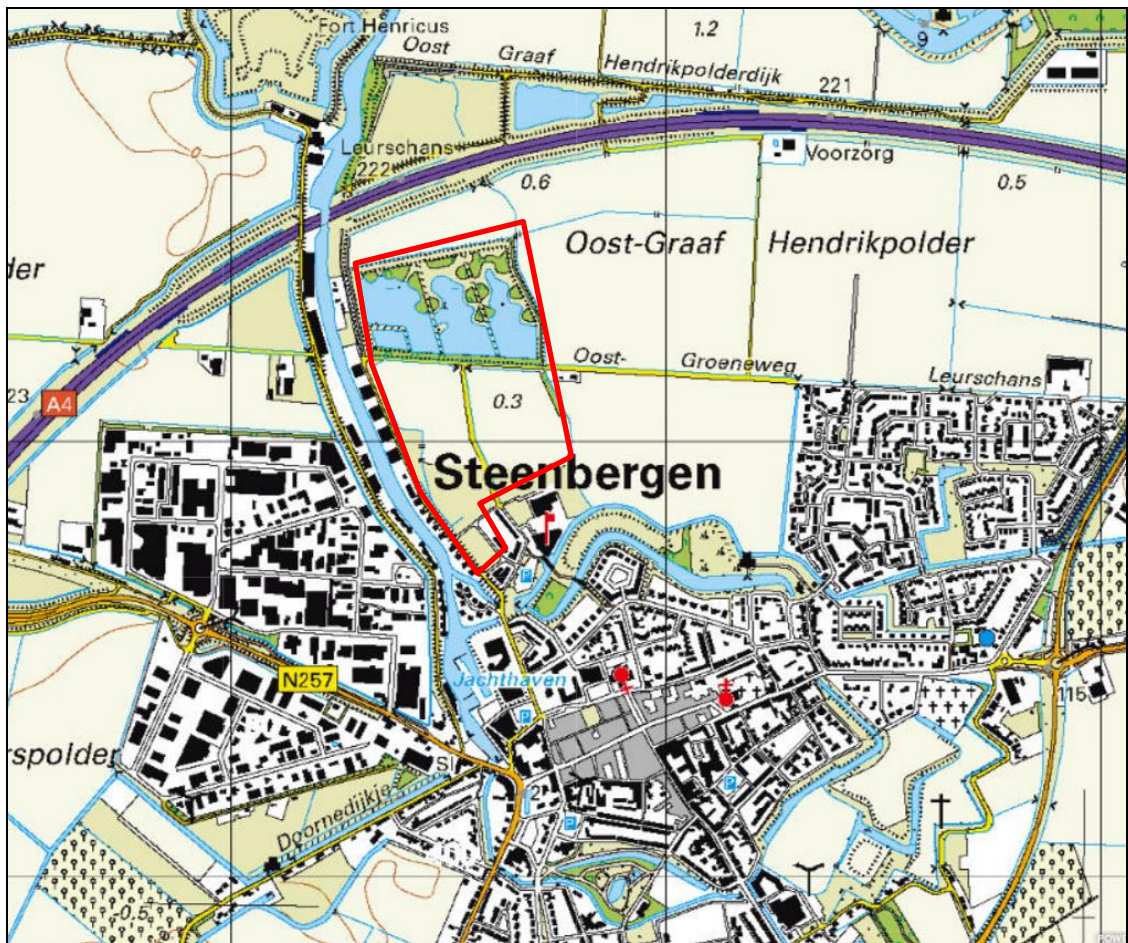 Fort Henricus
9
1.2
Oost Graaf Hendrikpolderdijk
221
Leurschans
222
Voorzorg
0.6
0.5
Oost-Graaf Hendrikpolder
der
Oost- Groeneweg
Leurschans
23
A4
0.3
Steenbergen
P
N257
Jachthaven
115
P
rspolder
Sl
P
2
Doornedijkje
P
-0.5